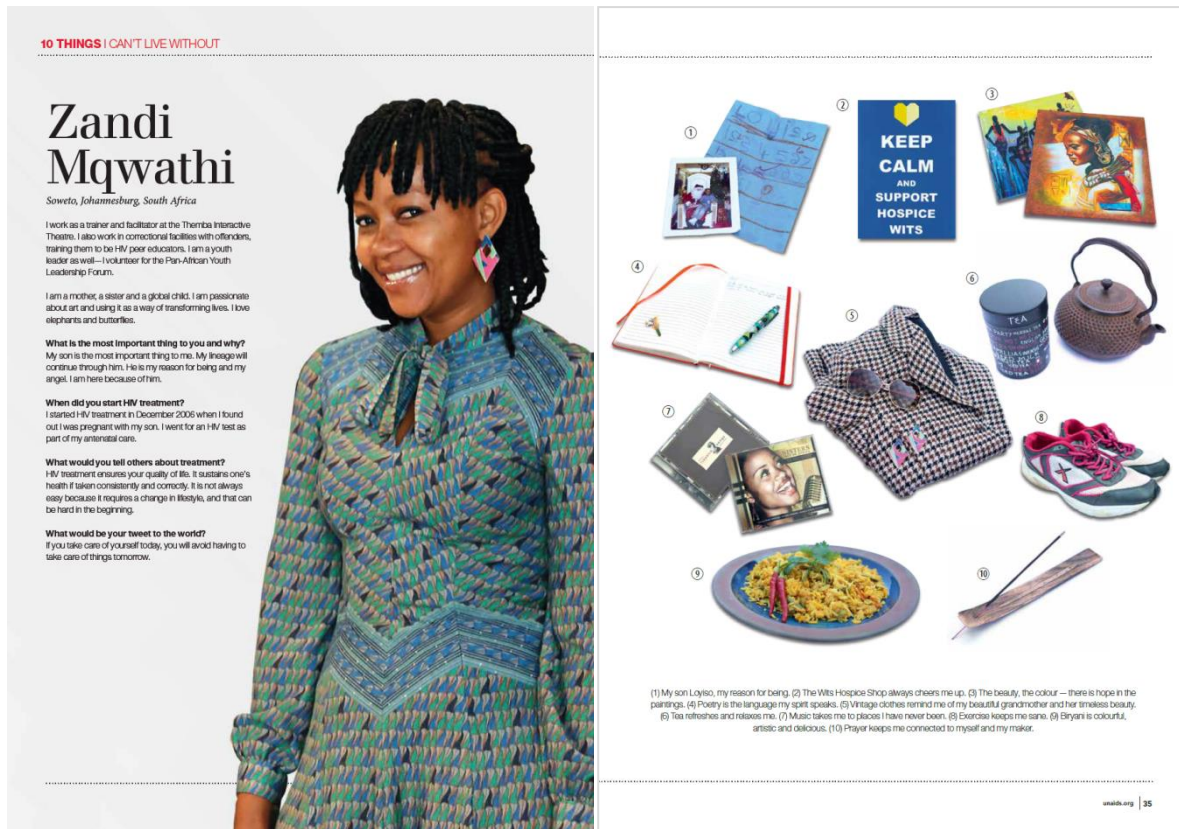 10 THINGS I CAN'T LIVE WITHOUT
Zandi
Mqwathi
Soweto, Johannesburg, South Africa
I work as a trainer and facilitator at the Themba Interactive
Theatre. I also work in correctional facilities with offenders,
training them to be HIV peer educators. I am a youth
leader as well—I volunteer for the Pan-African Youth
Leadership Forum.
I am a mother, a sister and a global child. I am passionate
about art and using it as a way of transforming lives. I love
elephants and butterflies.
What is the most important thing to you and why?
My son is the most important thing to me. My lineage will
continue through him. He is my reason for being and my
angel. I am here because of him.
When did you start HIV treatment?
I started HIV treatment in December 2006 when I found
out I was pregnant with my son. I went for an HIV test as
part of my antenatal care.
What would you tell others about treatment?
HIV treatment ensures your quality of life. It sustains one's
health if taken consistently and correctly. It is not always
easy because it requires a change in lifestyle, and that can
be hard in the beginning.
What would be your tweet to the world?
If you take care of yourself today, you will avoid having to
take care of things tomorrow.
1
2
KEEP
CALM
AND
SUPPORT
HOSPICE
WITS
3
4
5
6
TEA
7
8
9
10
(1) My son Loyiso, my reason for being. (2) The Wits Hospice Shop always cheers me up. (3) The beauty, the colour — there is hope in the
paintings. (4) Poetry is the language my spirit speaks. (5) Vintage clothes remind me of my beautiful grandmother and her timeless beauty.
(6) Tea refreshes and relaxes me. (7) Music takes me to places I have never been. (8) Exercise keeps me sane. (9) Biryani is colourful,
artistic and delicious. (10) Prayer keeps me connected to myself and my maker.
unaids.org | 35